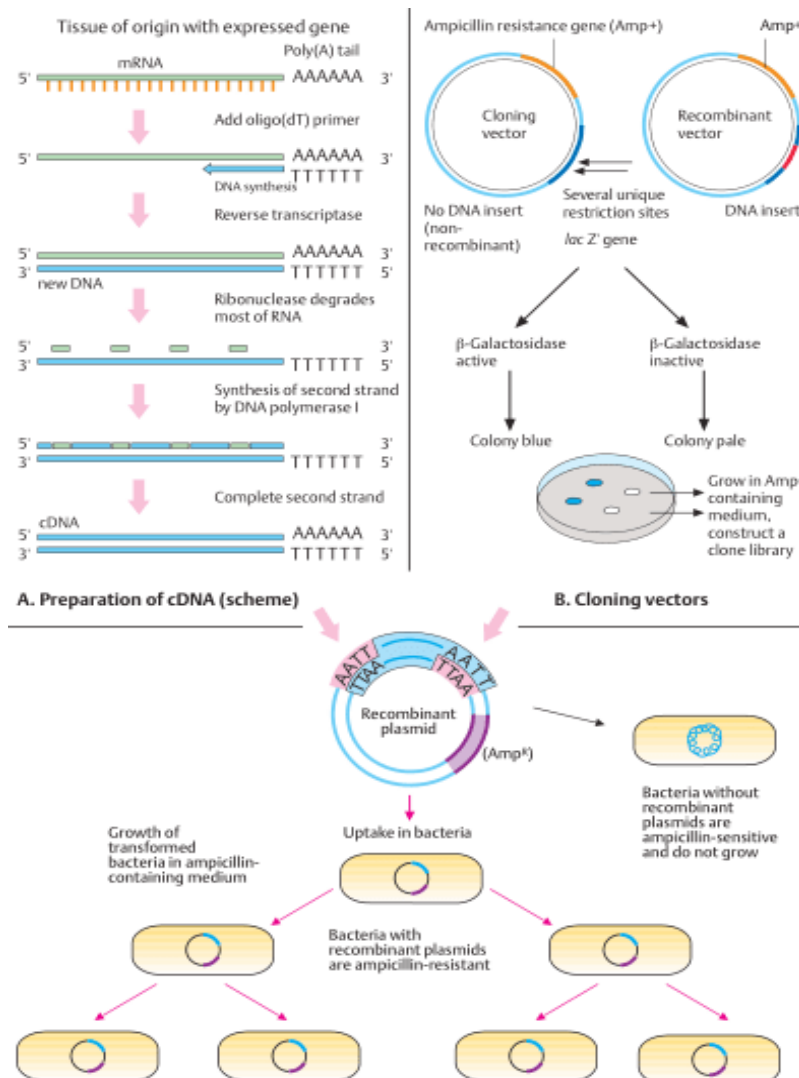 Tissue of origin with expressed gene
mRNA
Poly(A) tail
5'
AAAAAA
3'
Add oligo(dT) primer
5'
AAAAAA
3'
TTTTTT
DNA synthesis
Reverse transcriptase
5'
AAAAAA
3'
3'
TTTTTT
5'
new DNA
Ribonuclease degrades
most of RNA
5'
3'
3'
TTTTTT
5'
Synthesis of second strand
by DNA polymerase I
5'
3'
3'
TTTTTT
5'
Complete second strand
cDNA
5'
AAAAAA
3'
3'
TTTTTT
5'
A. Preparation of cDNA (scheme)
Ampicillin resistance gene (Amp+)
Amp+
Cloning
vector
Recombinant
vector
No DNA insert
(non-
recombinant)
Several unique
restriction sites
lac Z' gene
DNA insert
β-Galactosidase
active
β-Galactosidase
inactive
Colony blue
Colony pale
Grow in Amp-
containing
medium,
construct a
clone library
B. Cloning vectors
AATT
TTAA
AATT
TTAA
Recombinant
plasmid
(Ampᴿ)
Bacteria without
recombinant
plasmids are
ampicillin-sensitive
and do not grow
Uptake in bacteria
Growth of
transformed
bacteria in ampicillin-
containing medium
Bacteria with
recombinant plasmids
are ampicillin-resistant